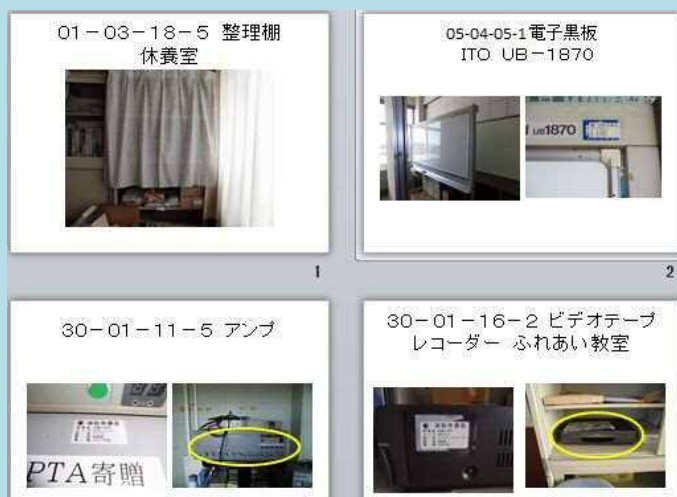 01－03－18－5 整理棚
休養室
1
05-04-05-1電子黒板
ITO UB－1870
UB1870
2
30－01－11－5 アンプ
PTA寄贈
30－01－16－2 ビデオテープ
レコーダー ふれあい教室